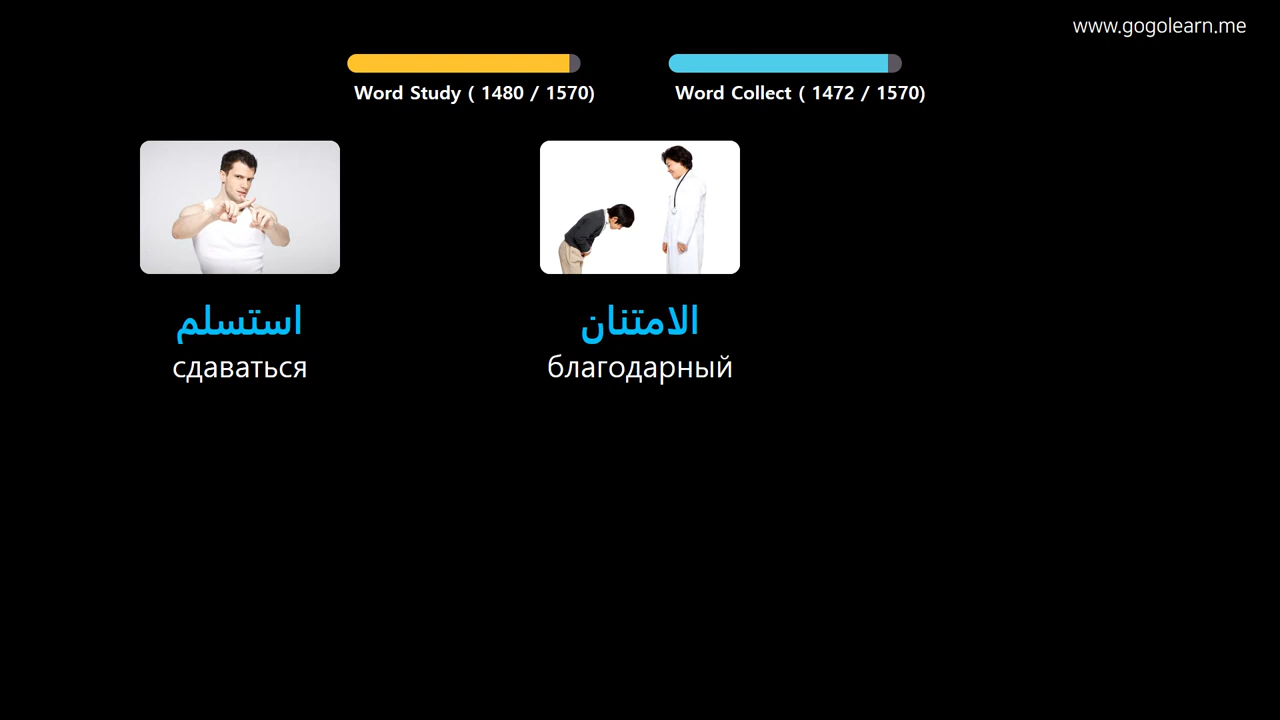 www.gogolearn.me
Word Study ( 1480 / 1570)
Word Collect ( 1472 / 1570)
استسلم
сдаваться
الامتنان
благодарный